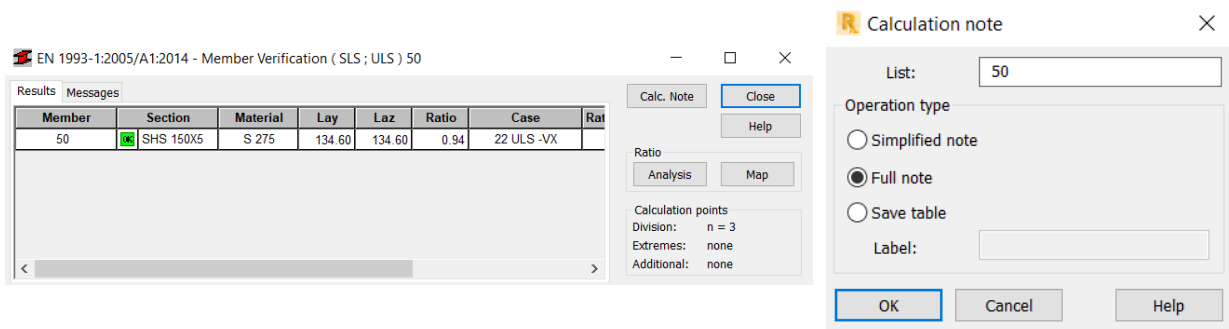 EN 1993-1:2005/A1:2014 - Member Verification ( SLS ; ULS ) 50
Results Messages
Member Section Material Lay Laz Ratio Case Rat
50 OK SHS 150X5 S 275 134.60 134.60 0.94 22 ULS -VX
Calc. Note Close
Help
Ratio
Analysis Map
Calculation points
Division: n = 3
Extremes: none
Additional: none
Calculation note
List: 50
Operation type
Simplified note
Full note
Save table
Label:
OK Cancel Help